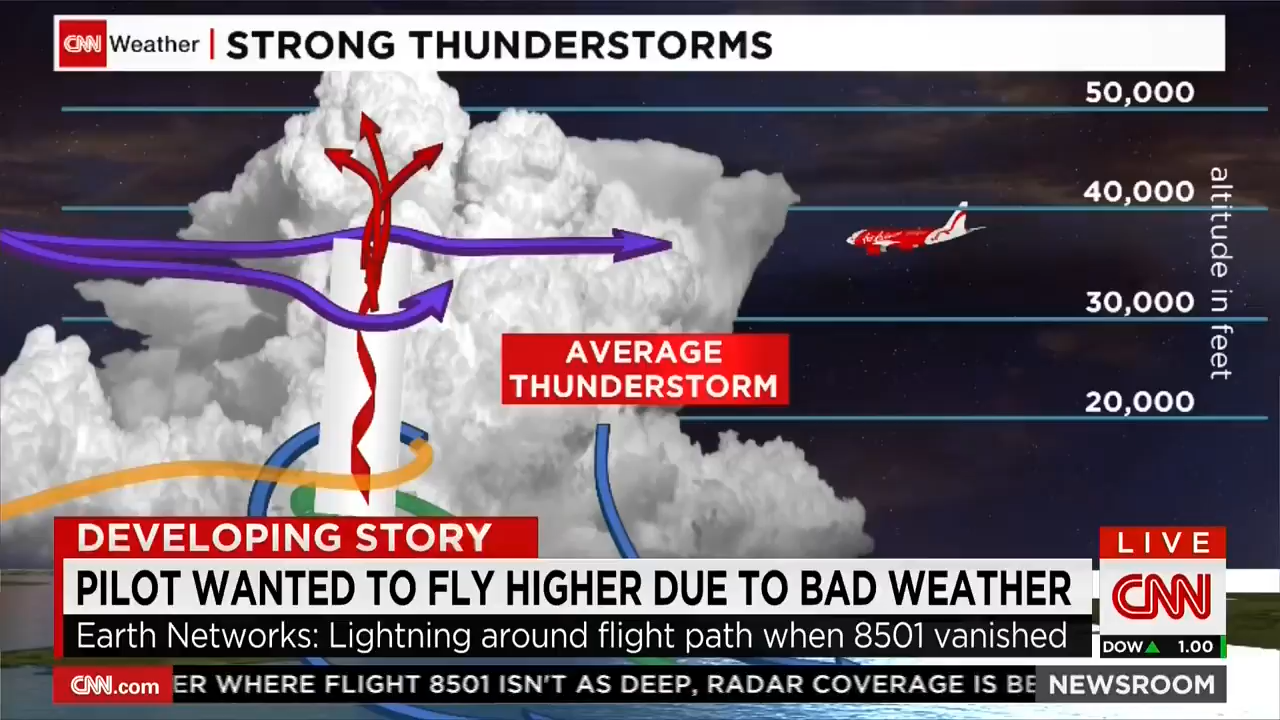 CNN Weather | STRONG THUNDERSTORMS
50,000
40,000
30,000
20,000
altitude in feet
AVERAGE
THUNDERSTORM
DEVELOPING STORY
PILOT WANTED TO FLY HIGHER DUE TO BAD WEATHER
Earth Networks: Lightning around flight path when 8501 vanished
LIVE
CNN
DOW 1.00
CNN.com ER WHERE FLIGHT 8501 ISN'T AS DEEP, RADAR COVERAGE IS BE NEWSROOM